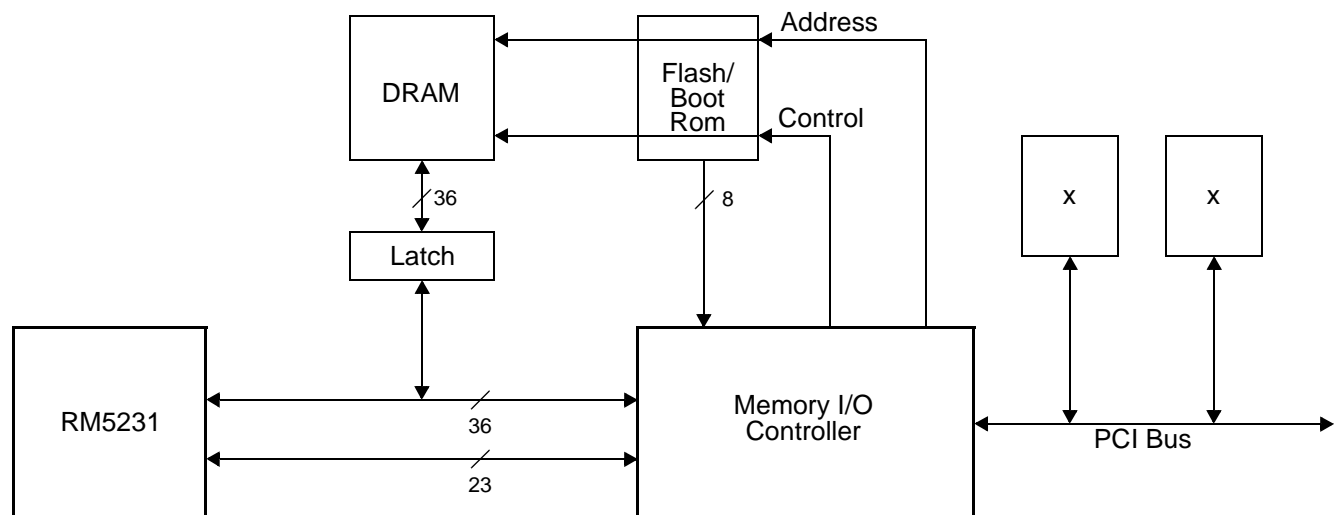 Address
DRAM
Flash/
Boot
Rom
Control
36
8
x
x
Latch
RM5231
36
23
Memory I/O
Controller
PCI Bus